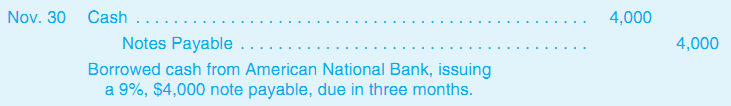 Nov. 30 Cash . . . . . . . . . . . . . . . . . . . . . . . . . . . . . . . . . . . . . . . . . . . . . . . . . 4,000
Notes Payable . . . . . . . . . . . . . . . . . . . . . . . . . . . . . . . . . . . . . 4,000
Borrowed cash from American National Bank, issuing
a 9%, $4,000 note payable, due in three months.